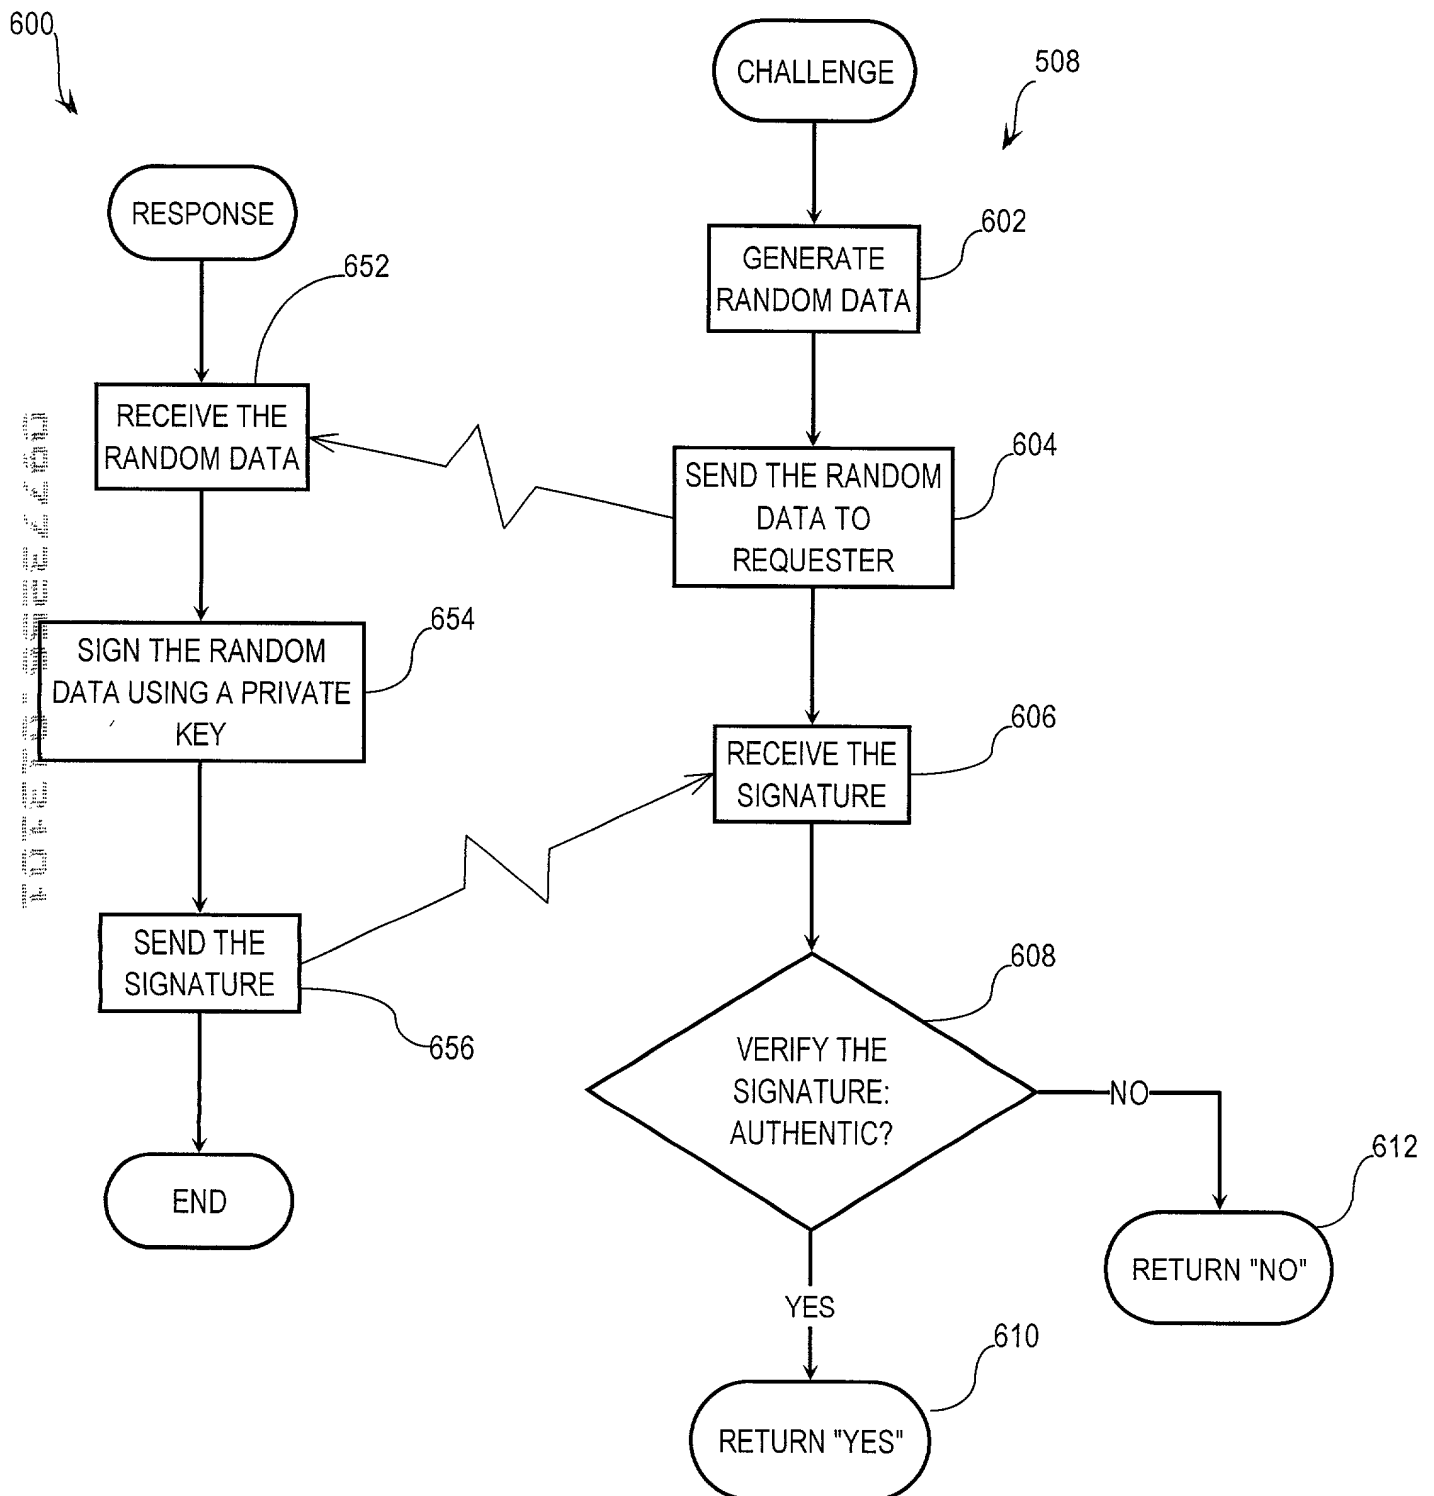 600
CHALLENGE
508
RESPONSE
602
GENERATE
RANDOM DATA
652
RECEIVE THE
RANDOM DATA
604
SEND THE RANDOM
DATA TO
REQUESTER
654
SIGN THE RANDOM
DATA USING A PRIVATE
KEY
606
RECEIVE THE
SIGNATURE
SEND THE
SIGNATURE
656
608
VERIFY THE
SIGNATURE:
AUTHENTIC?
NO
612
END
RETURN "NO"
YES
610
RETURN "YES"